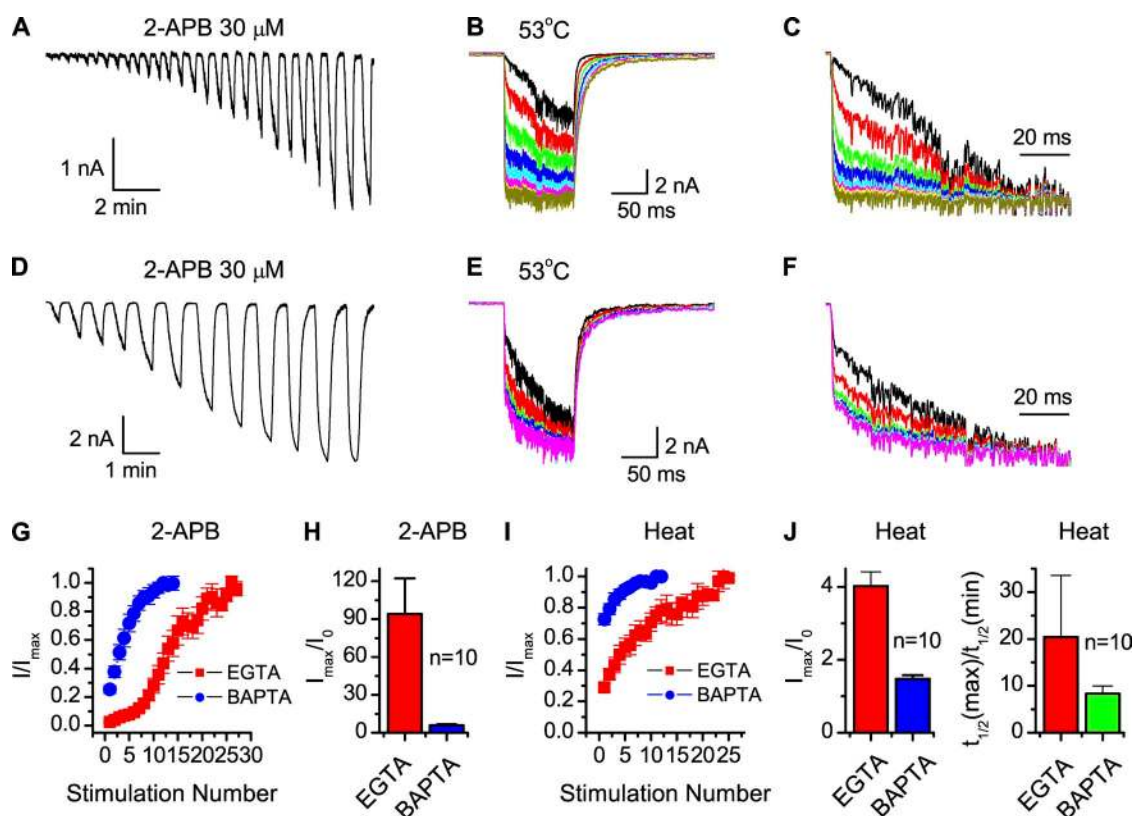 A 2-APB 30 μM
1 nA
2 min
B 53°C
2 nA
50 ms
C
20 ms
D 2-APB 30 μM
2 nA
1 min
E 53°C
2 nA
50 ms
F
20 ms
G 2-APB
I/Imax
1.0
0.8
0.6
0.4
0.2
0.0
EGTA
BAPTA
0 5 10 15 20 25 30
Stimulation Number
H 2-APB
Imax/I0
120
90
60
30
0
n=10
EGTA
BAPTA
I Heat
I/Imax
1.0
0.8
0.6
0.4
0.2
0.0
EGTA
BAPTA
0 5 10 15 20 25
Stimulation Number
J Heat
Imax/I0
4
2
0
n=10
EGTA
BAPTA
Heat
t1/2(max)/t1/2(min)
30
20
10
0
n=10
EGTA
BAPTA